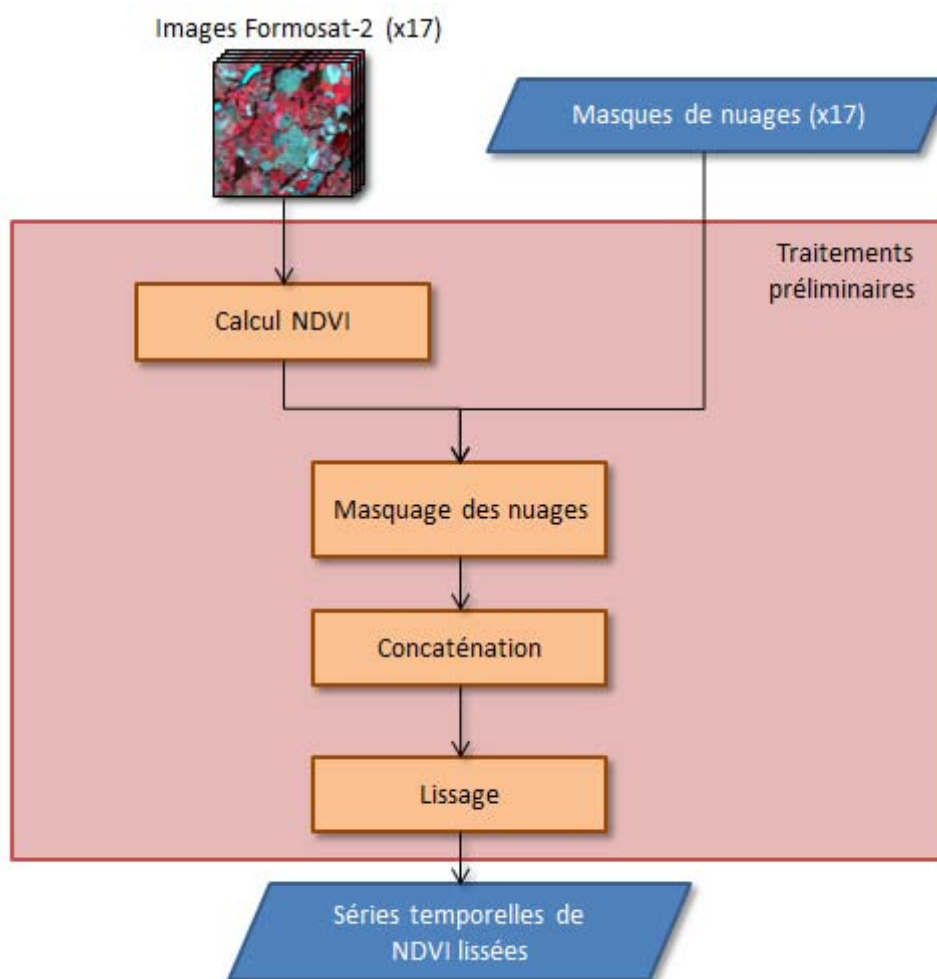 Images Formosat-2 (x17)
Masques de nuages (x17)
Traitements
préliminaires
Calcul NDVI
Masquage des nuages
Concaténation
Lissage
Séries temporelles de
NDVI lissées